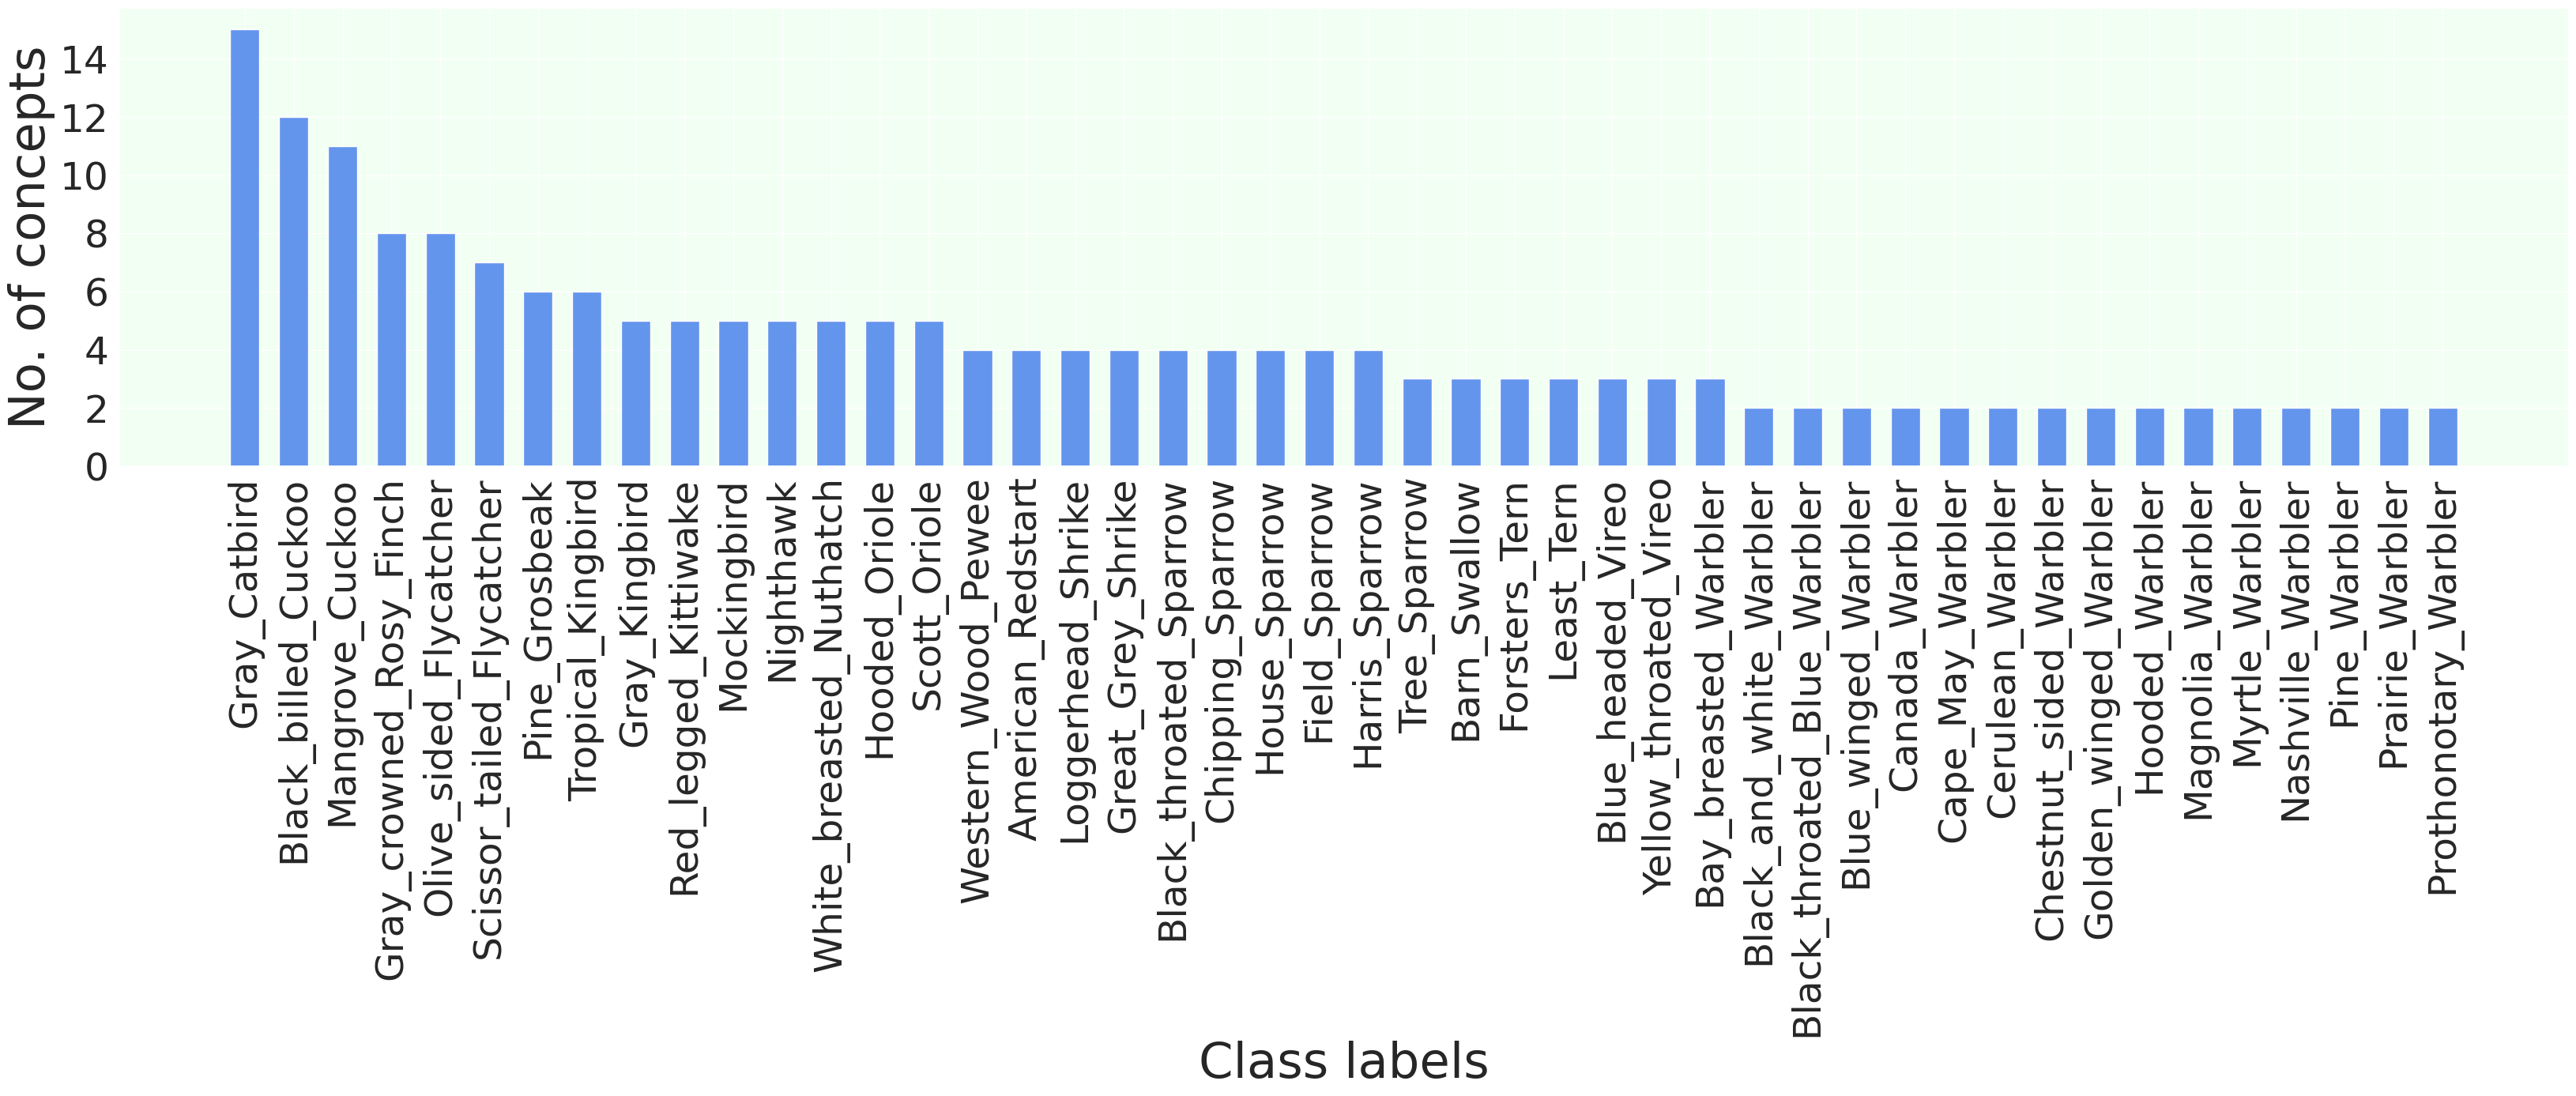 No. of concepts
14
12
10
8
6
4
2
0
Gray_Catbird
Black_billed_Cuckoo
Mangrove_Cuckoo
Gray_crowned_Rosy_Finch
Olive_sided_Flycatcher
Scissor_tailed_Flycatcher
Pine_Grosbeak
Tropical_Kingbird
Gray_Kingbird
Red_legged_Kittiwake
Mockingbird
Nighthawk
White_breasted_Nuthatch
Hooded_Oriole
Scott_Oriole
Western_Wood_Pewee
American_Redstart
Loggerhead_Shrike
Great_Grey_Shrike
Black_throated_Sparrow
Chipping_Sparrow
House_Sparrow
Field_Sparrow
Harris_Sparrow
Tree_Sparrow
Barn_Swallow
Forsters_Tern
Least_Tern
Blue_headed_Vireo
Yellow_throated_Vireo
Bay_breasted_Warbler
Black_and_white_Warbler
Black_throated_Blue_Warbler
Blue_winged_Warbler
Canada_Warbler
Cape_May_Warbler
Cerulean_Warbler
Chestnut_sided_Warbler
Golden_winged_Warbler
Hooded_Warbler
Magnolia_Warbler
Myrtle_Warbler
Nashville_Warbler
Pine_Warbler
Prairie_Warbler
Prothonotary_Warbler
Class labels